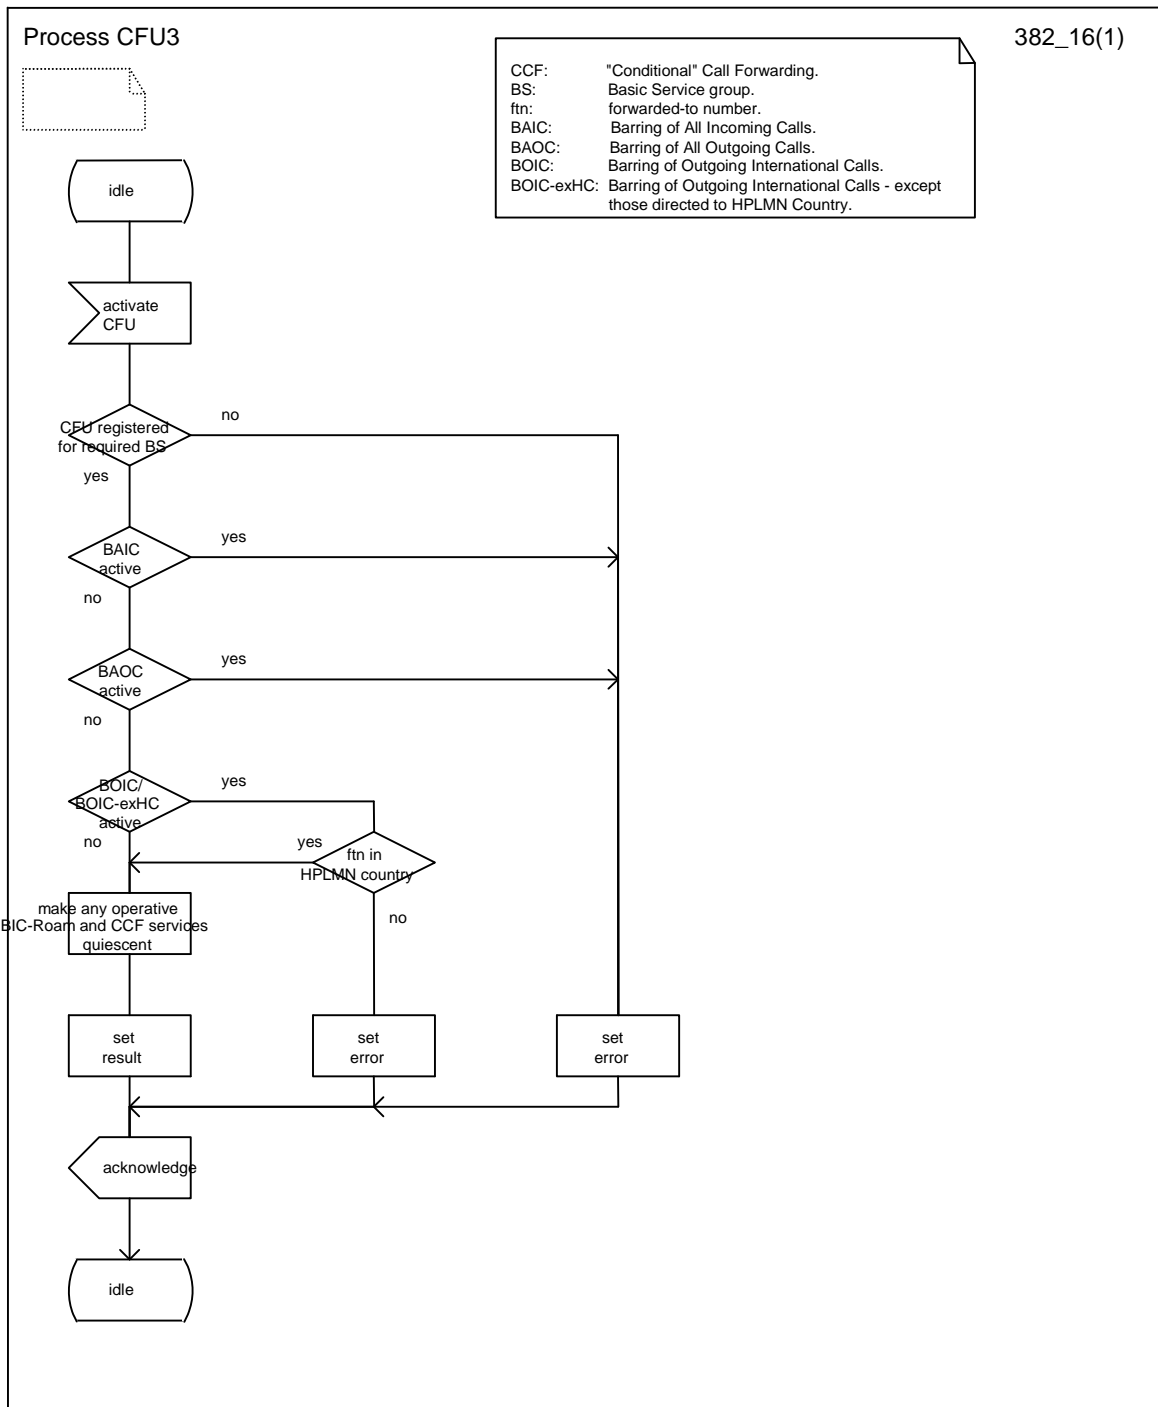 Process CFU3
382_16(1)
CCF: "Conditional" Call Forwarding.
BS: Basic Service group.
ftn: forwarded-to number.
BAIC: Barring of All Incoming Calls.
BAOC: Barring of All Outgoing Calls.
BOIC: Barring of Outgoing International Calls.
BOIC-exHC: Barring of Outgoing International Calls - except
those directed to HPLMN Country.
idle
activate
CFU
CFU registered
for required BS
no
yes
BAIC
active
yes
no
BAOC
active
yes
no
BOIC/
BOIC-exHC
active
yes
no
yes
ftn in
HPLMN country
no
make any operative
BIC-Roam and CCF services
quiescent
set
result
set
error
set
error
acknowledge
idle